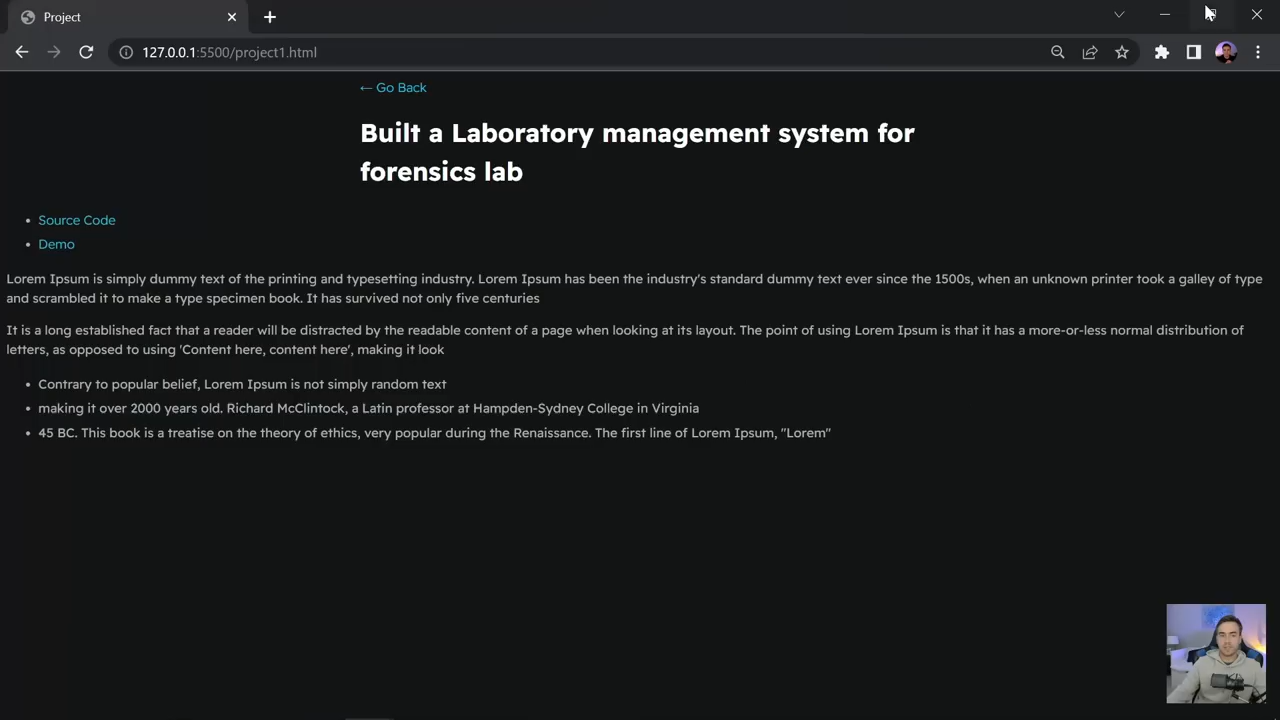 Project
127.0.0.1:5500/project1.html
← Go Back
Built a Laboratory management system for
forensics lab
• Source Code
• Demo
Lorem Ipsum is simply dummy text of the printing and typesetting industry. Lorem Ipsum has been the industry's standard dummy text ever since the 1500s, when an unknown printer took a galley of type
and scrambled it to make a type specimen book. It has survived not only five centuries
It is a long established fact that a reader will be distracted by the readable content of a page when looking at its layout. The point of using Lorem Ipsum is that it has a more-or-less normal distribution of
letters, as opposed to using 'Content here, content here', making it look
• Contrary to popular belief, Lorem Ipsum is not simply random text
• making it over 2000 years old. Richard McClintock, a Latin professor at Hampden-Sydney College in Virginia
• 45 BC. This book is a treatise on the theory of ethics, very popular during the Renaissance. The first line of Lorem Ipsum, "Lorem"